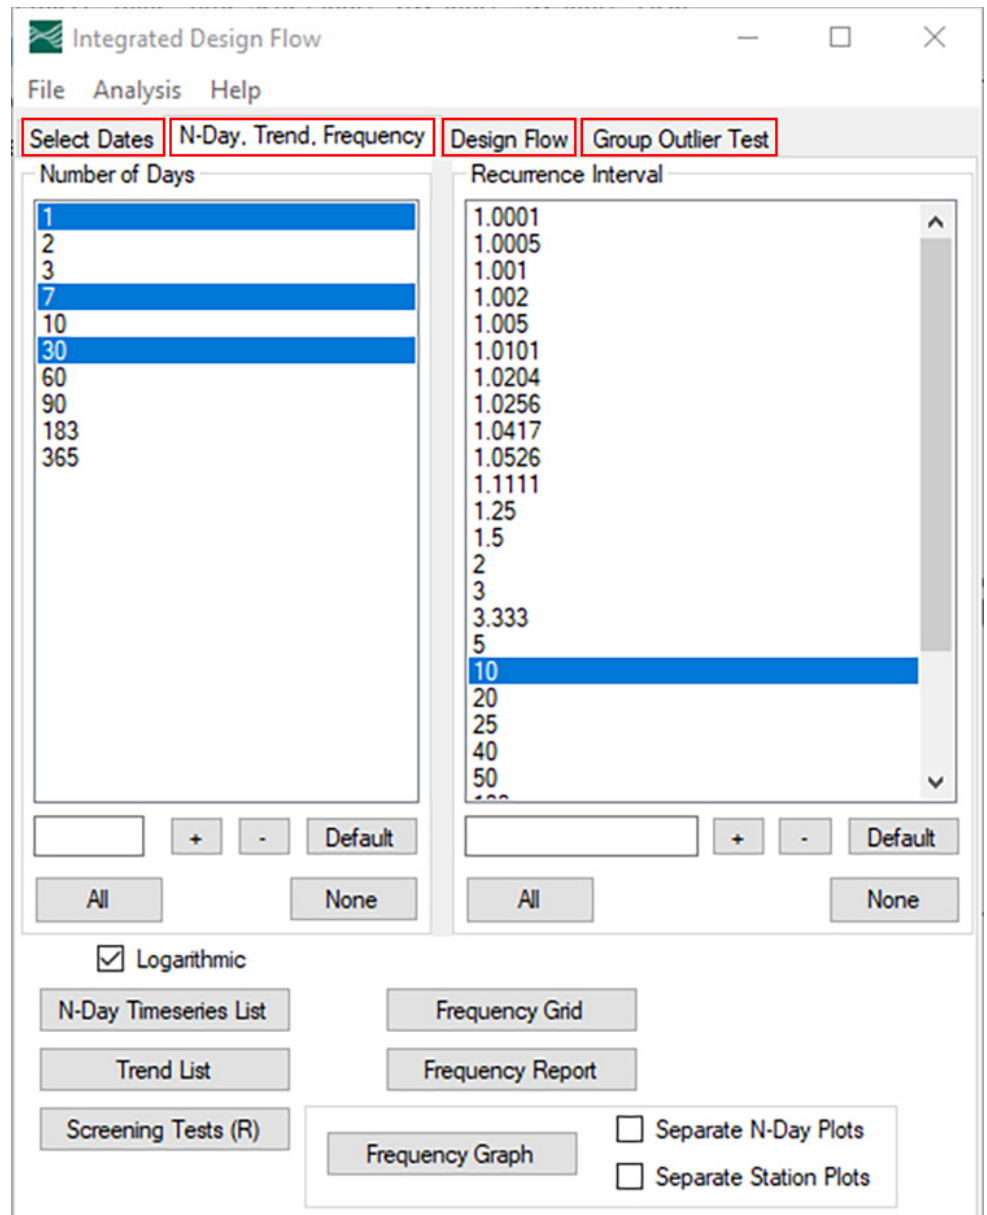 Integrated Design Flow
File Analysis Help
Select Dates N-Day, Trend, Frequency Design Flow Group Outlier Test
Number of Days
1
2
3
7
10
30
60
90
183
365
+ - Default
All None
Recurrence Interval
1.0001
1.0005
1.001
1.002
1.005
1.0101
1.0204
1.0256
1.0417
1.0526
1.1111
1.25
1.5
2
3
3.333
5
10
20
25
40
50
+ - Default
All None
Logarithmic
N-Day Timeseries List
Trend List
Screening Tests (R)
Frequency Grid
Frequency Report
Frequency Graph
Separate N-Day Plots
Separate Station Plots